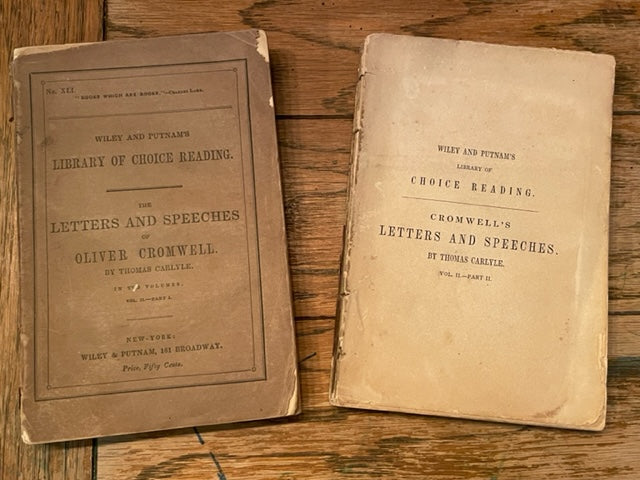 No. XLI.
"BOOKS WHICH ARE BOOKS."—CHARLES LAMB.
WILEY AND PUTNAM'S
LIBRARY OF CHOICE READING.
THE
LETTERS AND SPEECHES
OF
OLIVER CROMWELL.
BY THOMAS CARLYLE.
IN VOLUMES.
VOL. II.—PART I.
NEW-YORK:
WILEY & PUTNAM, 161 BROADWAY.
Price, Fifty Cents.
WILEY AND PUTNAM'S
LIBRARY OF
CHOICE READING.
CROMWELL'S
LETTERS AND SPEECHES.
BY THOMAS CARLYLE.
VOL. II.—PART II.